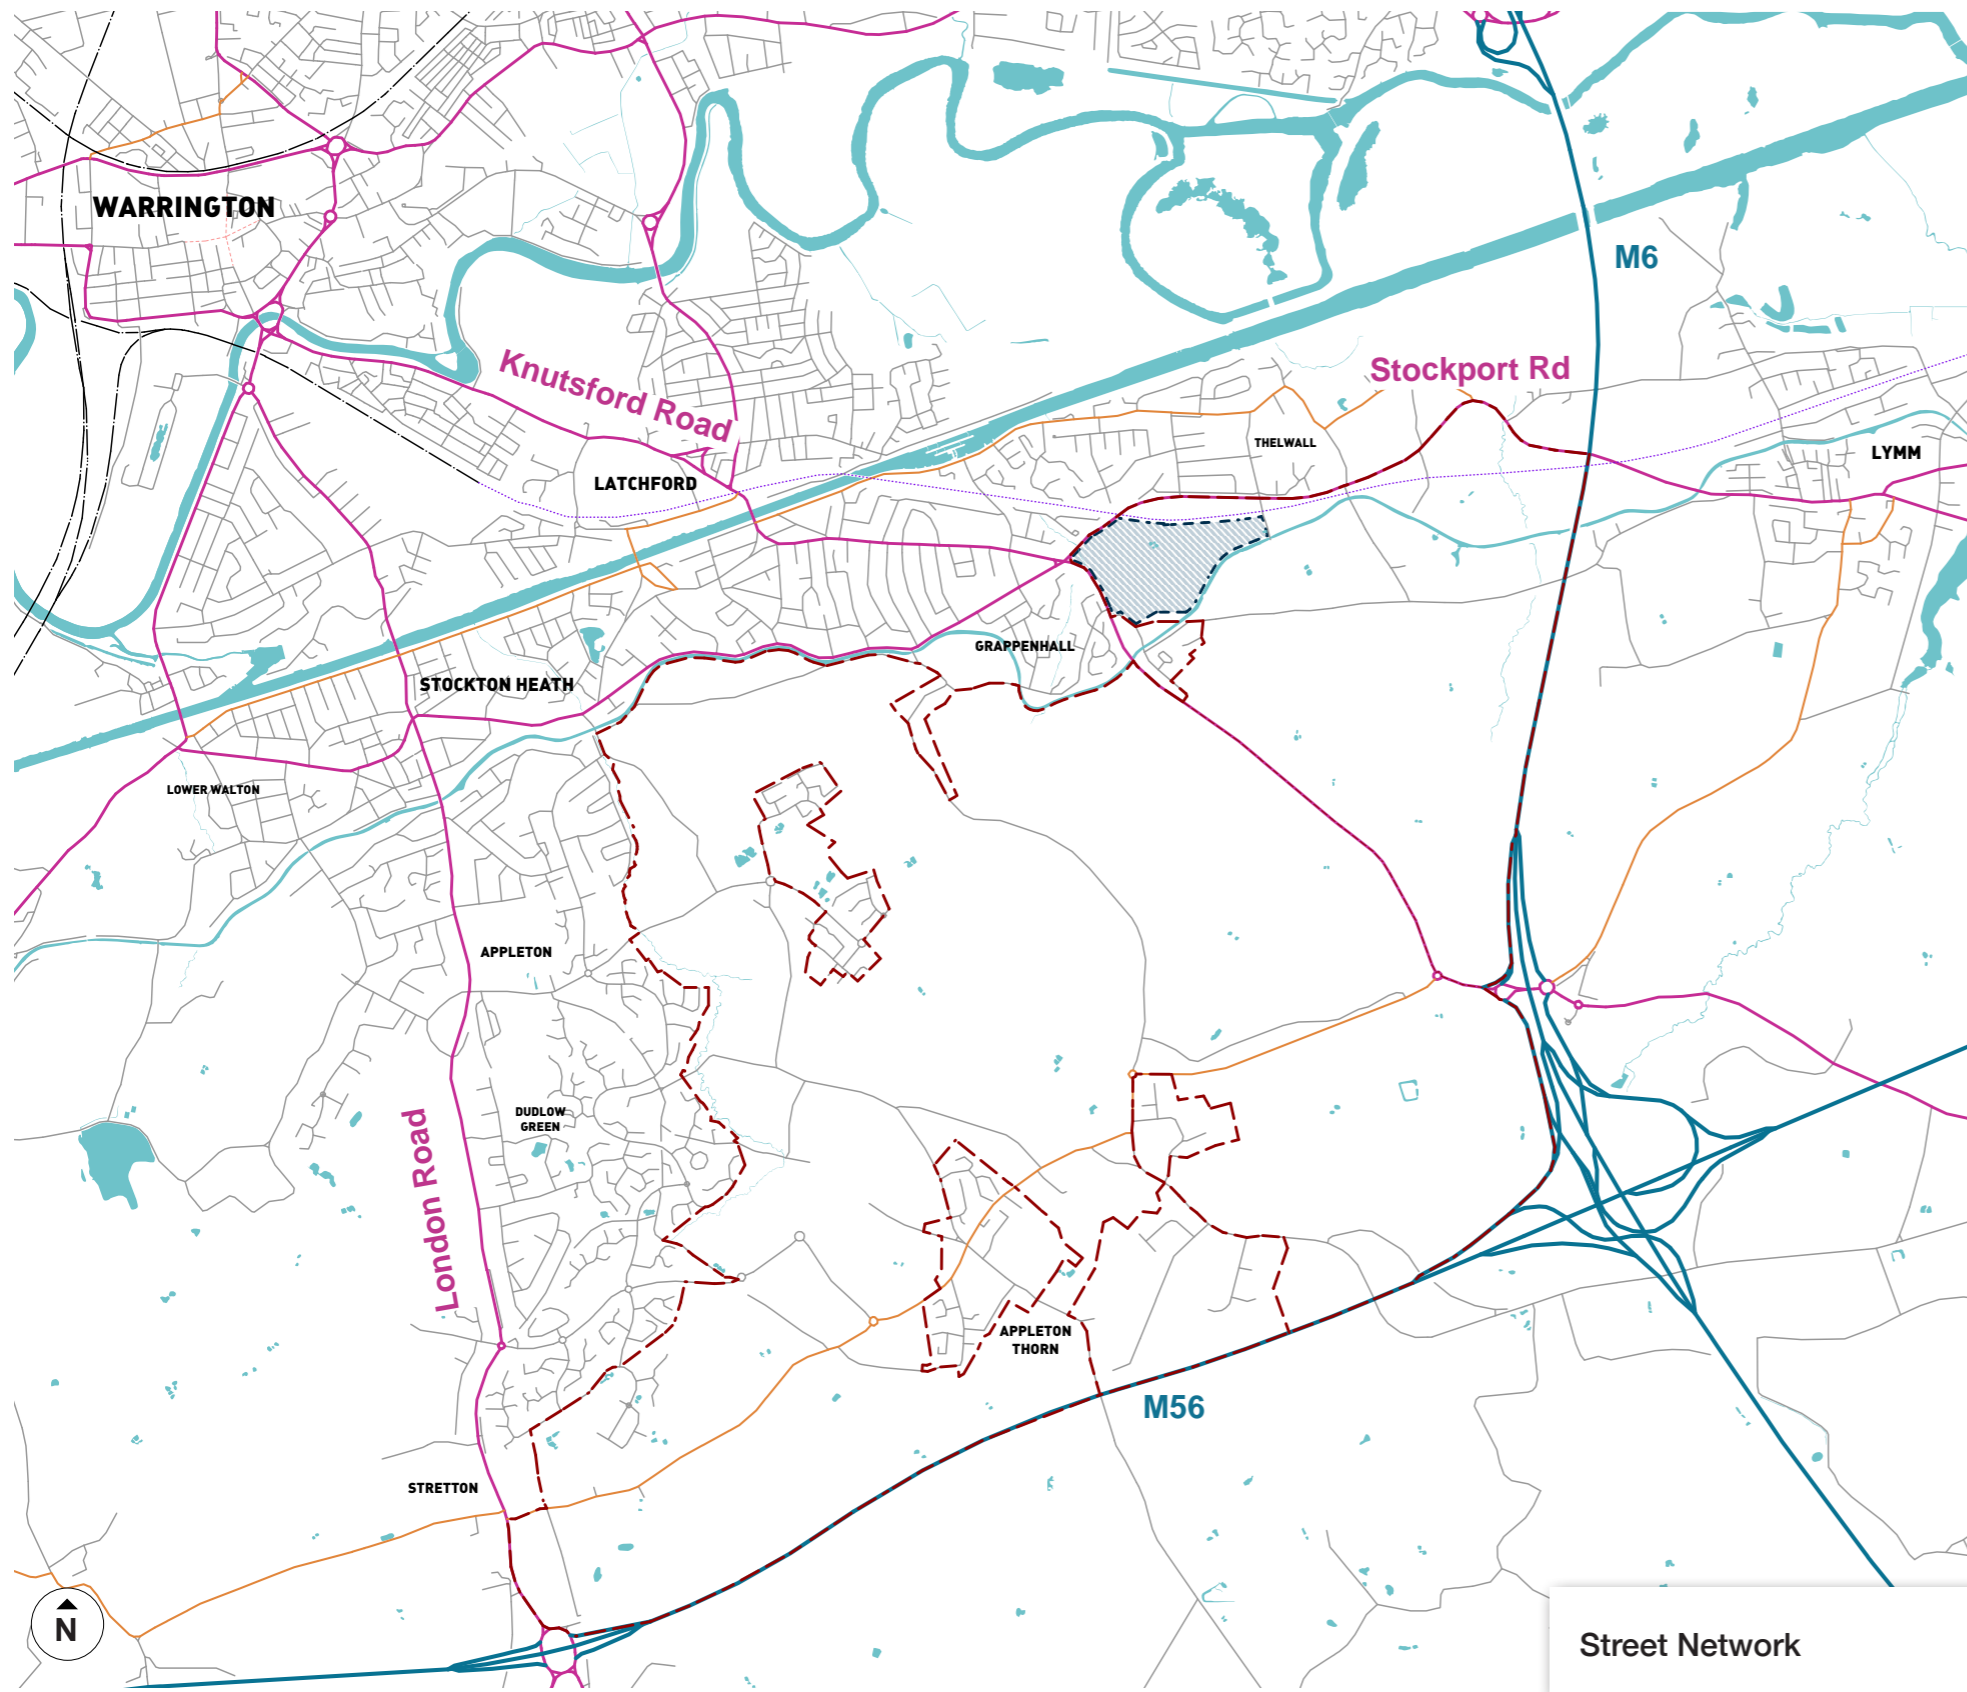 WARRINGTON
M6
Knutsford Road
Stockport Rd
THELWALL
LYMM
LATCHFORD
GRAPPENHALL
STOCKTON HEATH
LOWER WALTON
APPLETON
DUDLOW
GREEN
London Road
APPLETON
THORN
M56
STRETTON
N
Street Network